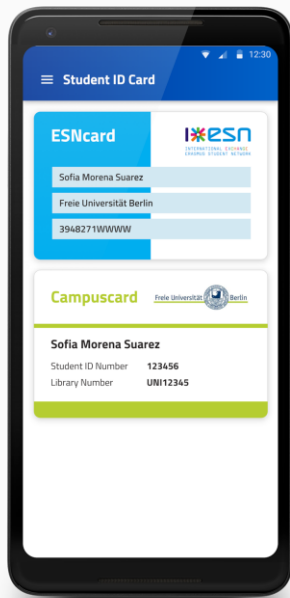 12:30
Student ID Card
ESNcard
esn
INTERNATIONAL EXCHANGE
ERASMUS STUDENT NETWORK
Sofia Morena Suarez
Freie Universität Berlin
3948271WWWW
Campuscard
Freie Universität Berlin
Sofia Morena Suarez
Student ID Number 123456
Library Number UNI12345